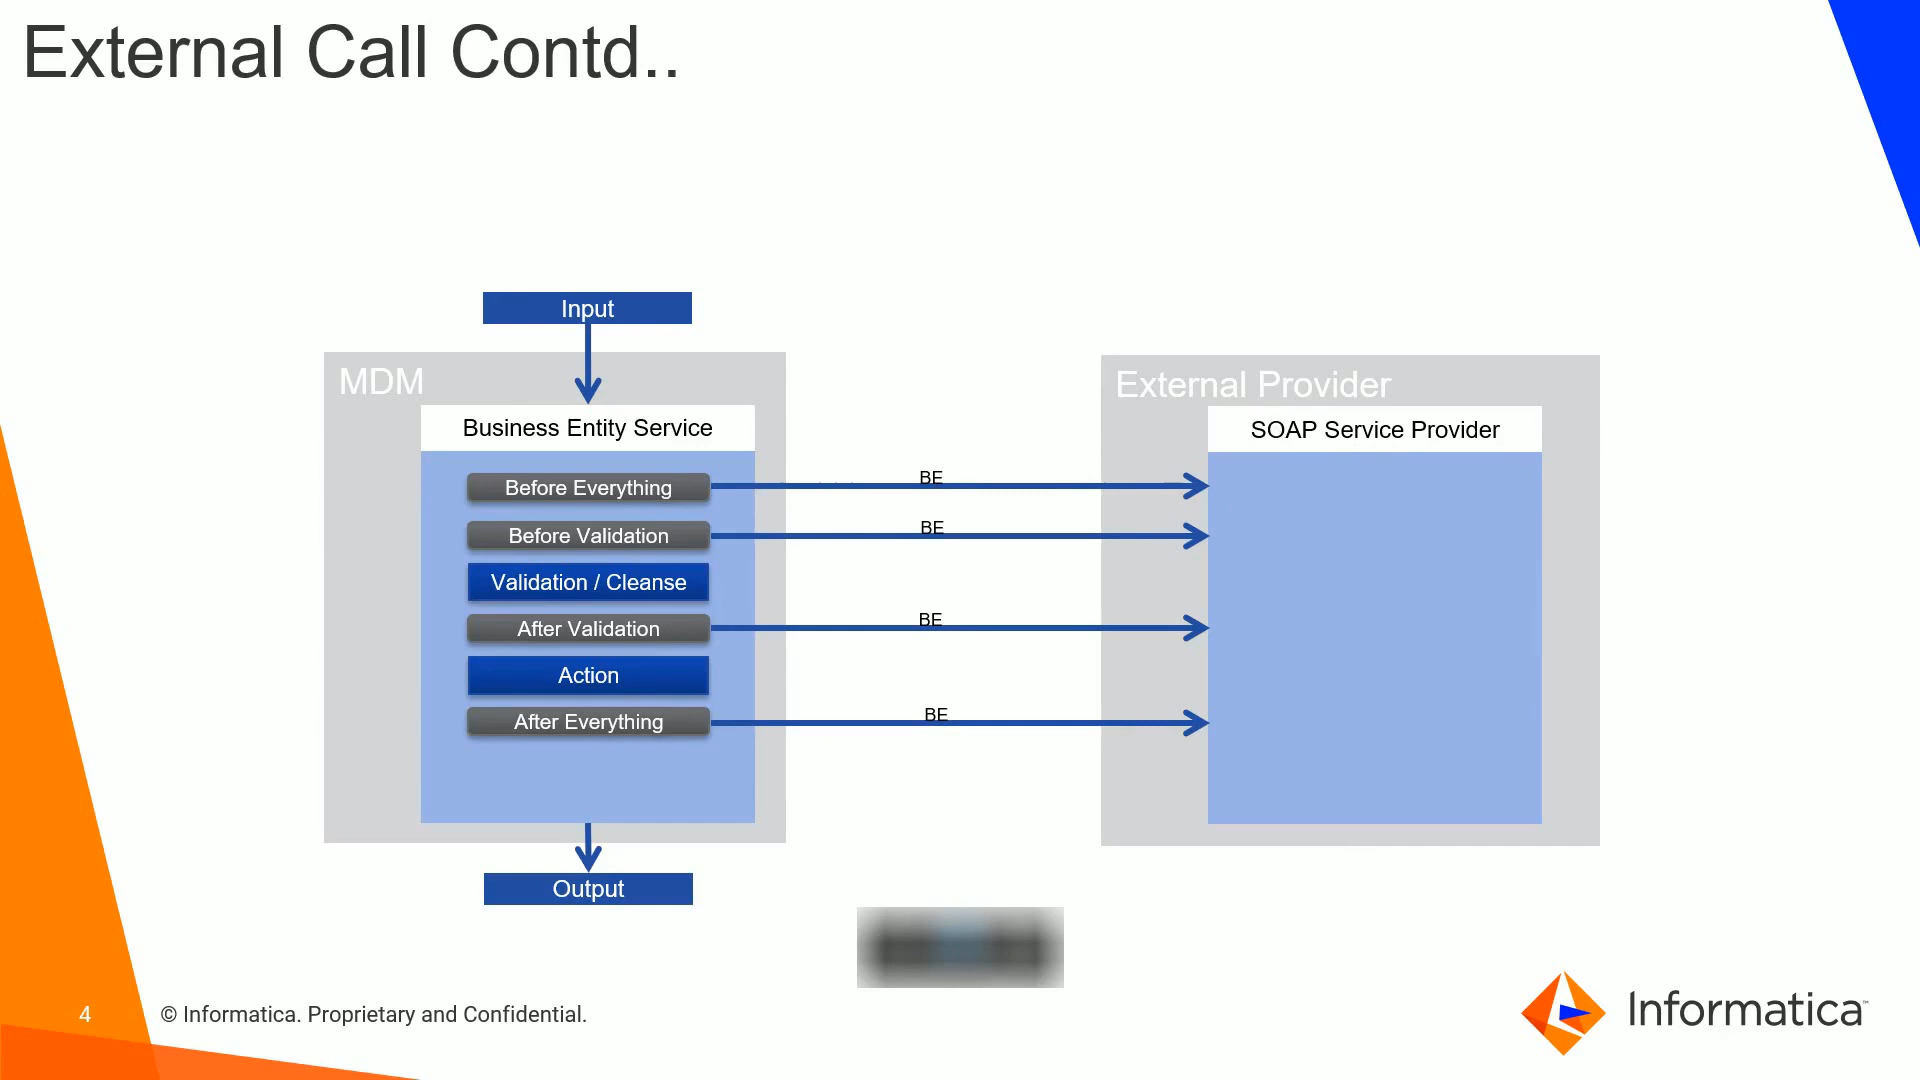 External Call Contd..
Input
MDM
Business Entity Service
Before Everything
Before Validation
Validation / Cleanse
After Validation
Action
After Everything
Output
BE
BE
BE
BE
External Provider
SOAP Service Provider
4
© Informatica. Proprietary and Confidential.
Informatica™